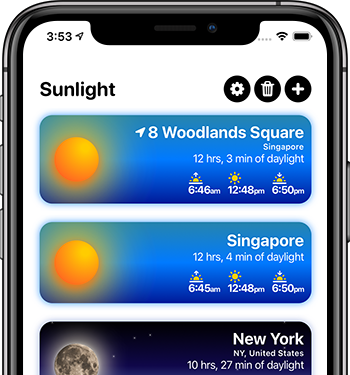 3:53
Sunlight
8 Woodlands Square
Singapore
12 hrs, 3 min of daylight
6:46am 12:48pm 6:50pm
Singapore
12 hrs, 4 min of daylight
6:45am 12:48pm 6:50pm
New York
NY, United States
10 hrs, 27 min of daylight